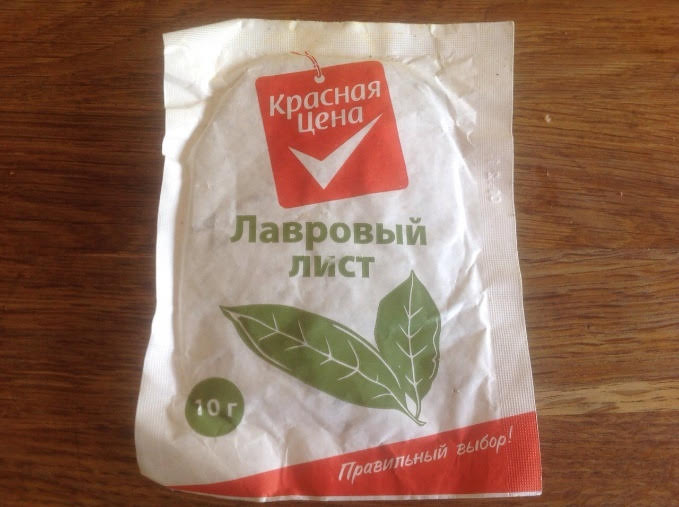 Красная
цена
Лавровый
лист
10 г
Правильный выбор!